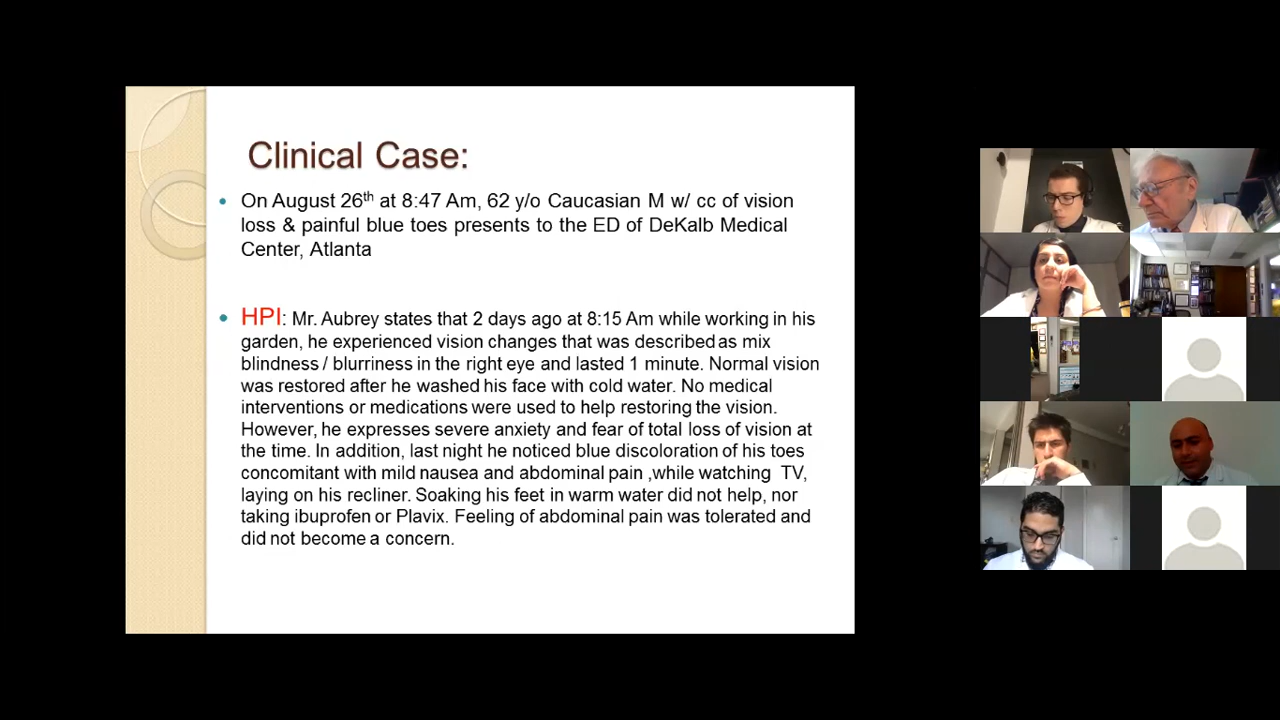 Clinical Case:
On August 26th at 8:47 Am, 62 y/o Caucasian M w/ cc of vision
loss & painful blue toes presents to the ED of DeKalb Medical
Center, Atlanta
HPI: Mr. Aubrey states that 2 days ago at 8:15 Am while working in his
garden, he experienced vision changes that was described as mix
blindness / blurriness in the right eye and lasted 1 minute. Normal vision
was restored after he washed his face with cold water. No medical
interventions or medications were used to help restoring the vision.
However, he expresses severe anxiety and fear of total loss of vision at
the time. In addition, last night he noticed blue discoloration of his toes
concomitant with mild nausea and abdominal pain ,while watching TV,
laying on his recliner. Soaking his feet in warm water did not help, nor
taking ibuprofen or Plavix. Feeling of abdominal pain was tolerated and
did not become a concern.